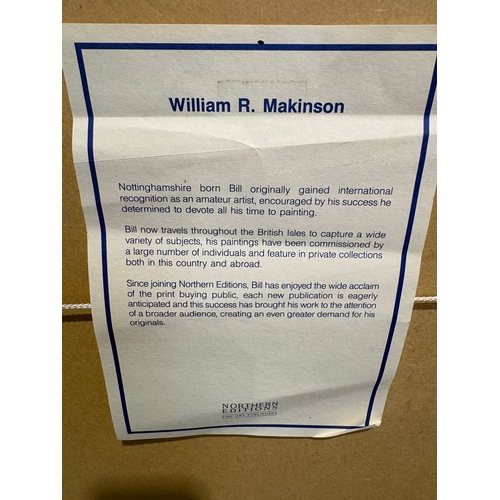 William R. Makinson
Nottinghamshire born Bill originally gained international
recognition as an amateur artist, encouraged by his success he
determined to devote all his time to painting.
Bill now travels throughout the British Isles to capture a wide
variety of subjects, his paintings have been commissioned by
a large number of individuals and feature in private collections
both in this country and abroad.
Since joining Northern Editions, Bill has enjoyed the wide acclaim
of the print buying public, each new publication is eagerly
anticipated and this success has brought his work to the attention
of a broader audience, creating an even greater demand for his
originals.
NORTHERN
EDITIONS
FINE ART PUBLISHERS